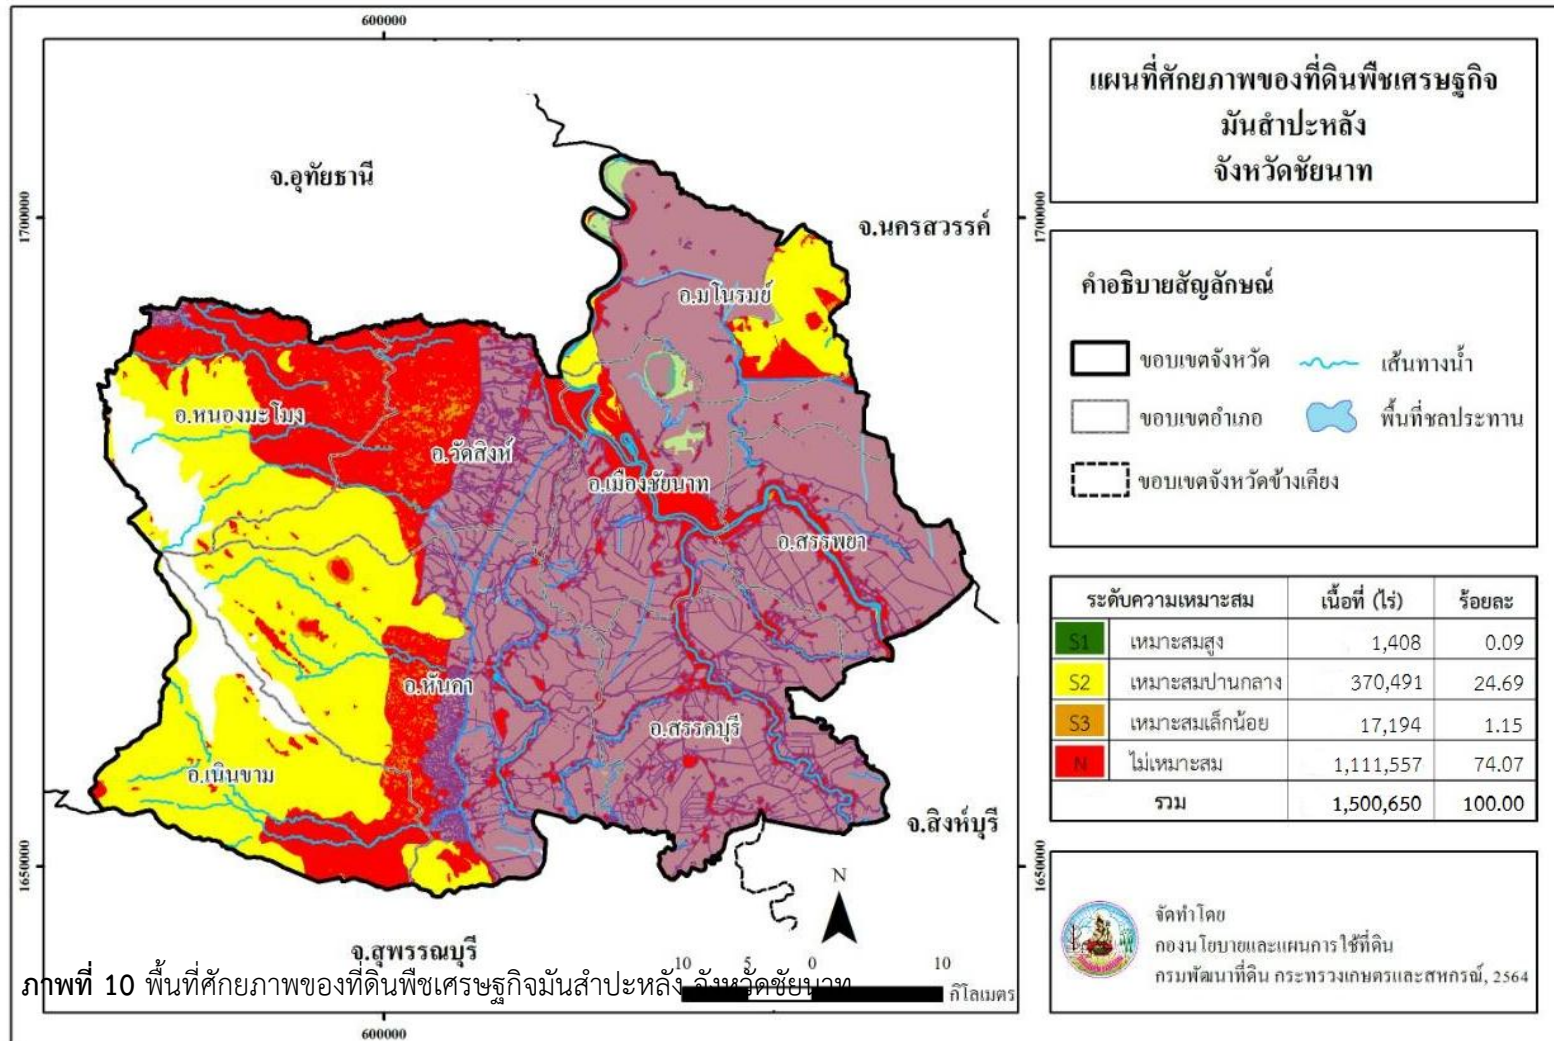 600000
แผนที่ศักยภาพของที่ดินพืชเศรษฐกิจ
มันสำปะหลัง
จังหวัดชัยนาท
จ.อุทัยธานี
จ.นครสวรรค์
1700000
1700000
อ.มโนรมย์
อ.หนองมะโมง
อ.วัดสิงห์
อ.เมืองชัยนาท
อ.สรรพยา
อ.หันคา
อ.สรรคบุรี
อ.เนินขาม
จ.สิงห์บุรี
จ.สุพรรณบุรี
1650000
1650000
คำอธิบายสัญลักษณ์
ขอบเขตจังหวัด เส้นทางน้ำ
ขอบเขตอำเภอ พื้นที่ชลประทาน
ขอบเขตจังหวัดข้างเคียง
ระดับความเหมาะสม เนื้อที่ (ไร่) ร้อยละ
S1 เหมาะสมสูง 1,408 0.09
S2 เหมาะสมปานกลาง 370,491 24.69
S3 เหมาะสมเล็กน้อย 17,194 1.15
N ไม่เหมาะสม 1,111,557 74.07
รวม 1,500,650 100.00
N
10 5 0 10
กิโลเมตร
ภาพที่ 10 พื้นที่ศักยภาพของที่ดินพืชเศรษฐกิจมันสำปะหลัง จังหวัดชัยนาท
600000
จัดทำโดย
กองนโยบายและแผนการใช้ที่ดิน
กรมพัฒนาที่ดิน กระทรวงเกษตรและสหกรณ์, 2564